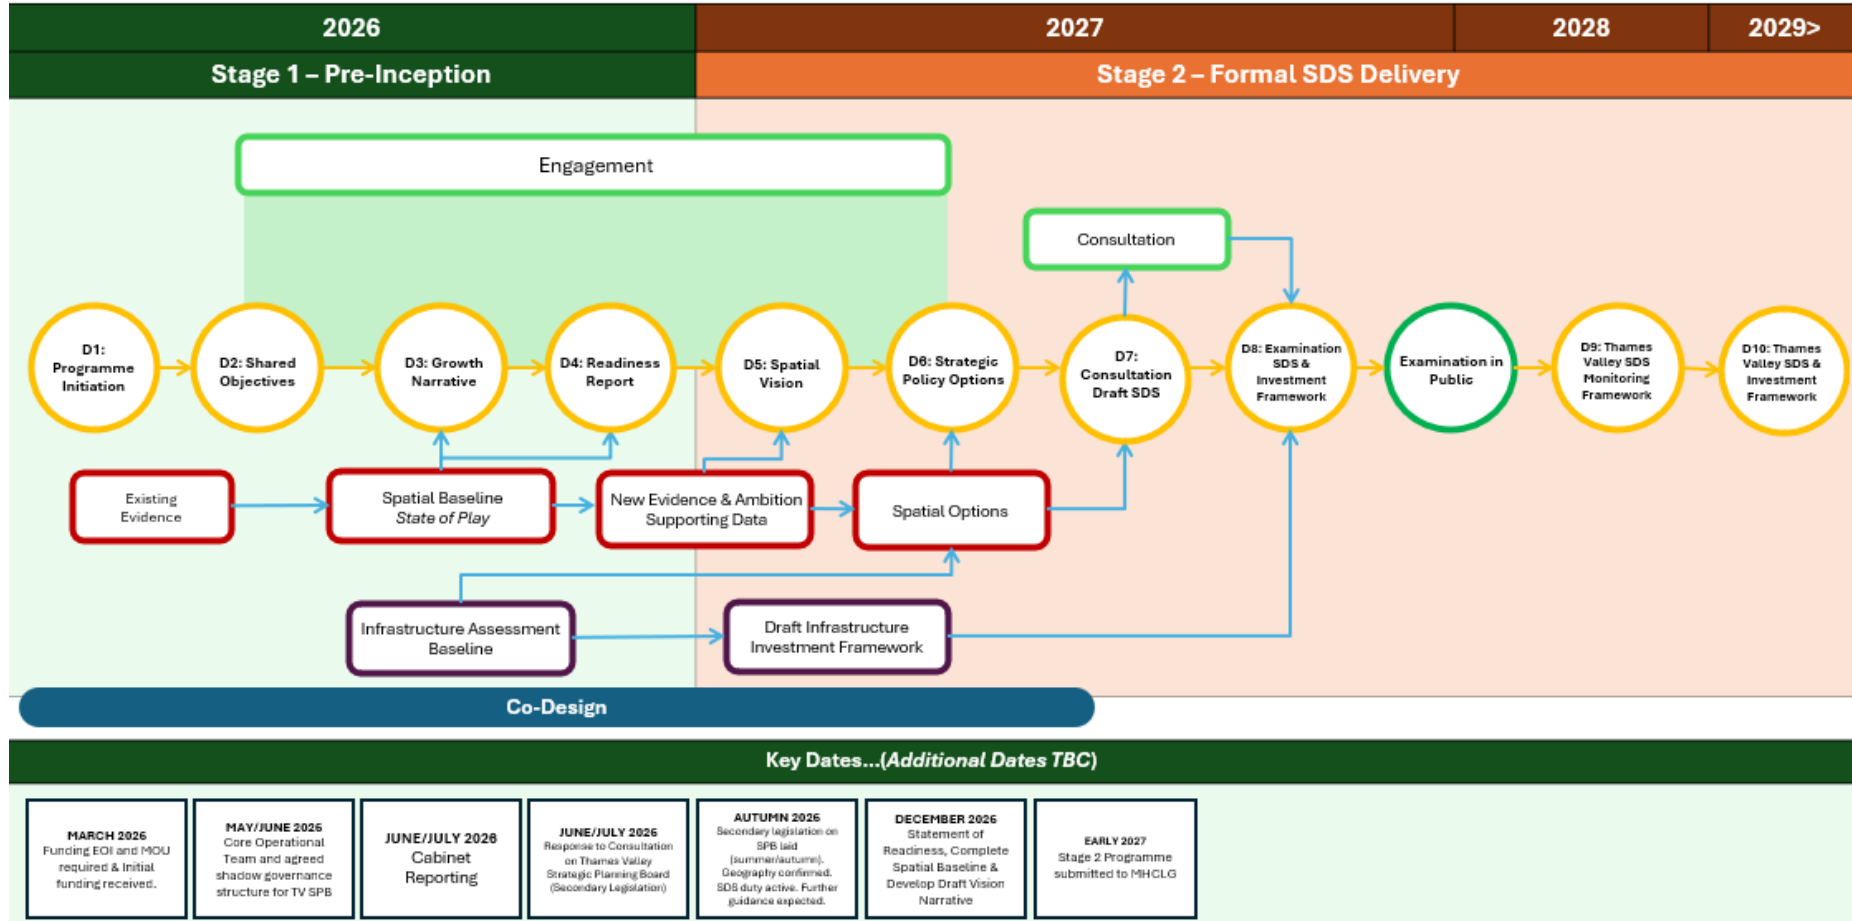 2026
2027
2028
2029>
Stage 1 – Pre-Inception
Stage 2 – Formal SDS Delivery
Engagement
Consultation
D1:
Programme
Initiation
D2: Shared
Objectives
D3: Growth
Narrative
D4: Readiness
Report
D5: Spatial
Vision
D6: Strategic
Policy Options
D7:
Consultation
Draft SDS
D8: Examination
SDS &
Investment
Framework
Examination in
Public
D9: Thames
Valley SDS
Monitoring
Framework
D10: Thames
Valley SDS &
Investment
Framework
Existing
Evidence
Spatial Baseline
State of Play
New Evidence & Ambition
Supporting Data
Spatial Options
Infrastructure Assessment
Baseline
Draft Infrastructure
Investment Framework
Co-Design
Key Dates...(Additional Dates TBC)
MARCH 2026
Funding EOI and MOU
required & Initial
funding received.
MAY/JUNE 2026
Core Operational
Team and agreed
shadow governance
structure for TV SPB
JUNE/JULY 2026
Cabinet
Reporting
JUNE/JULY 2026
Response to Consultation
on Thames Valley
Strategic Planning Board
(Secondary Legislation)
AUTUMN 2026
Secondary legislation on
SPB laid
(summer/autumn).
Geography confirmed.
SDS duty active. Further
guidance expected.
DECEMBER 2026
Statement of
Readiness, Complete
Spatial Baseline &
Develop Draft Vision
Narrative
EARLY 2027
Stage 2 Programme
submitted to MHCLG